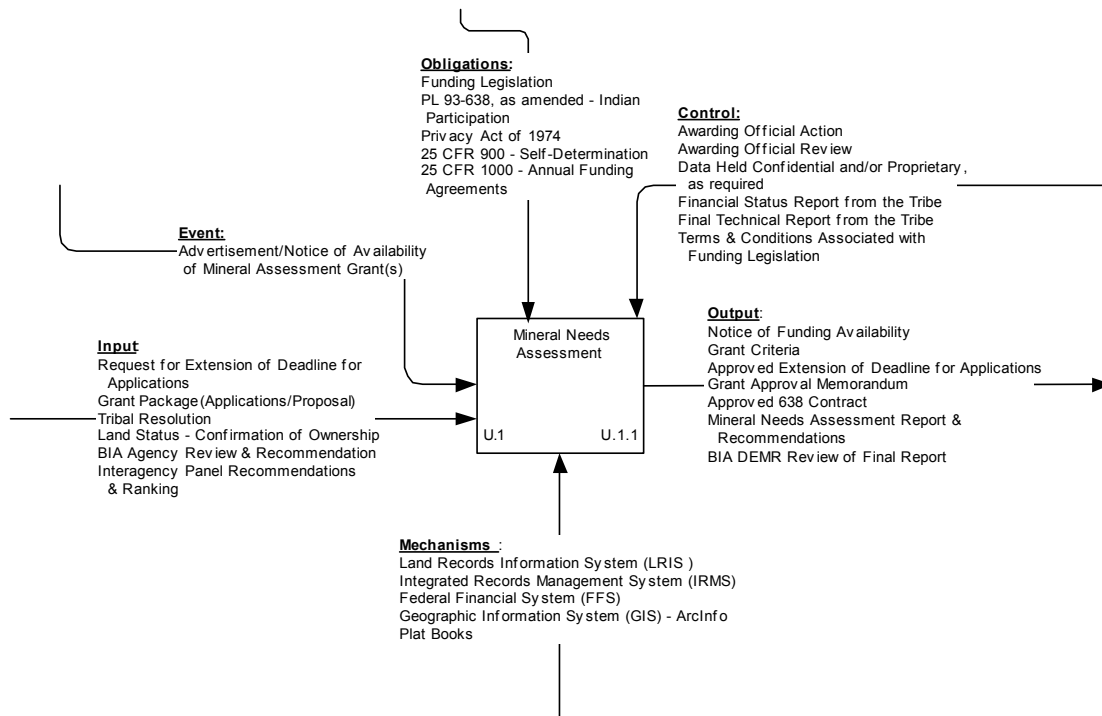 Obligations:
Funding Legislation
PL 93-638, as amended - Indian
Participation
Privacy Act of 1974
25 CFR 900 - Self-Determination
25 CFR 1000 - Annual Funding
Agreements
Control:
Awarding Official Action
Awarding Official Review
Data Held Confidential and/or Proprietary,
as required
Financial Status Report from the Tribe
Final Technical Report from the Tribe
Terms & Conditions Associated with
Funding Legislation
Event:
Advertisement/Notice of Availability
of Mineral Assessment Grant(s)
Input
Request for Extension of Deadline for
Applications
Grant Package (Applications/Proposal)
Tribal Resolution
Land Status - Confirmation of Ownership
BIA Agency Review & Recommendation
Interagency Panel Recommendations
& Ranking
Mineral Needs
Assessment
U.1 U.1.1
Output:
Notice of Funding Availability
Grant Criteria
Approved Extension of Deadline for Applications
Grant Approval Memorandum
Approved 638 Contract
Mineral Needs Assessment Report &
Recommendations
BIA DEMR Review of Final Report
Mechanisms :
Land Records Information System (LRIS )
Integrated Records Management System (IRMS)
Federal Financial System (FFS)
Geographic Information System (GIS) - ArcInfo
Plat Books